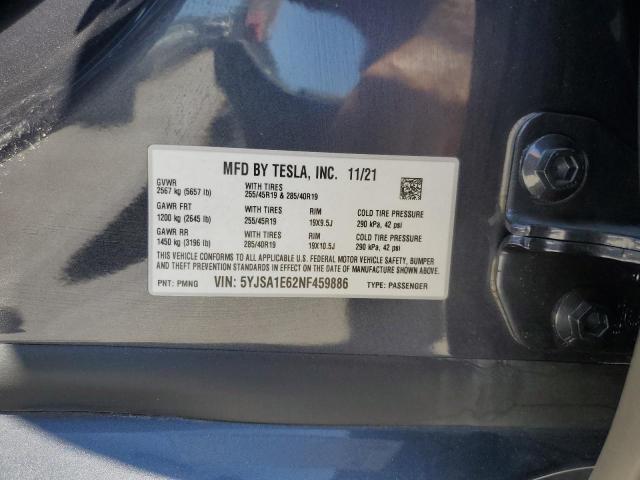 MFD BY TESLA, INC. 11/21
GVWR
2567 kg (5657 lb)
WITH TIRES
255/45R19 & 285/40R19
GAWR FRT
1200 kg (2645 lb)
WITH TIRES
255/45R19
RIM
19X9.5J
COLD TIRE PRESSURE
290 kPa, 42 psi
GAWR RR
1450 kg (3196 lb)
WITH TIRES
285/40R19
RIM
19X10.5J
COLD TIRE PRESSURE
290 kPa, 42 psi
THIS VEHICLE CONFORMS TO ALL APPLICABLE U.S. FEDERAL MOTOR VEHICLE SAFETY, BUMPER
AND THEFT PREVENTION STANDARDS IN EFFECT ON THE DATE OF MANUFACTURE SHOWN ABOVE.
PNT: PMNG
VIN: 5YJSA1E62NF459886
TYPE: PASSENGER